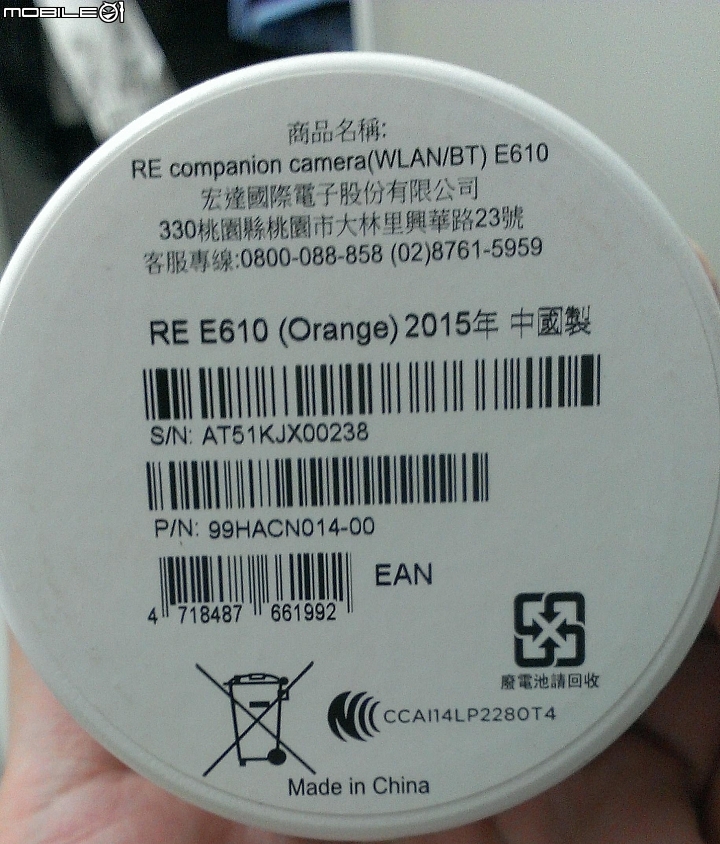 MOBILE01
商品名稱:
RE companion camera(WLAN/BT) E610
宏達國際電子股份有限公司
330桃園縣桃園市大林里興華路23號
客服專線:0800-088-858 (02)8761-5959
RE E610 (Orange) 2015年 中國製
S/N: AT51KJX00238
P/N: 99HACN014-00
EAN
4 718487 661992
廢電池請回收
CCAI14LP2280T4
Made in China